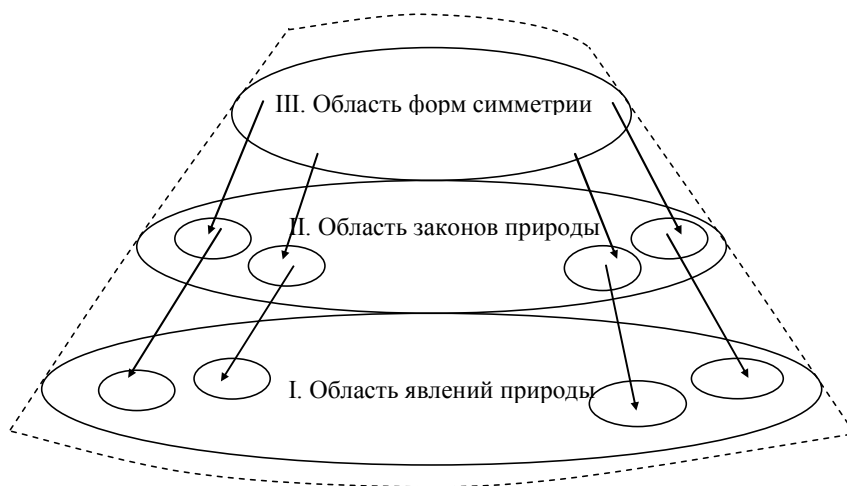 III. Область форм симметрии
II. Область законов природы
I. Область явлений природы